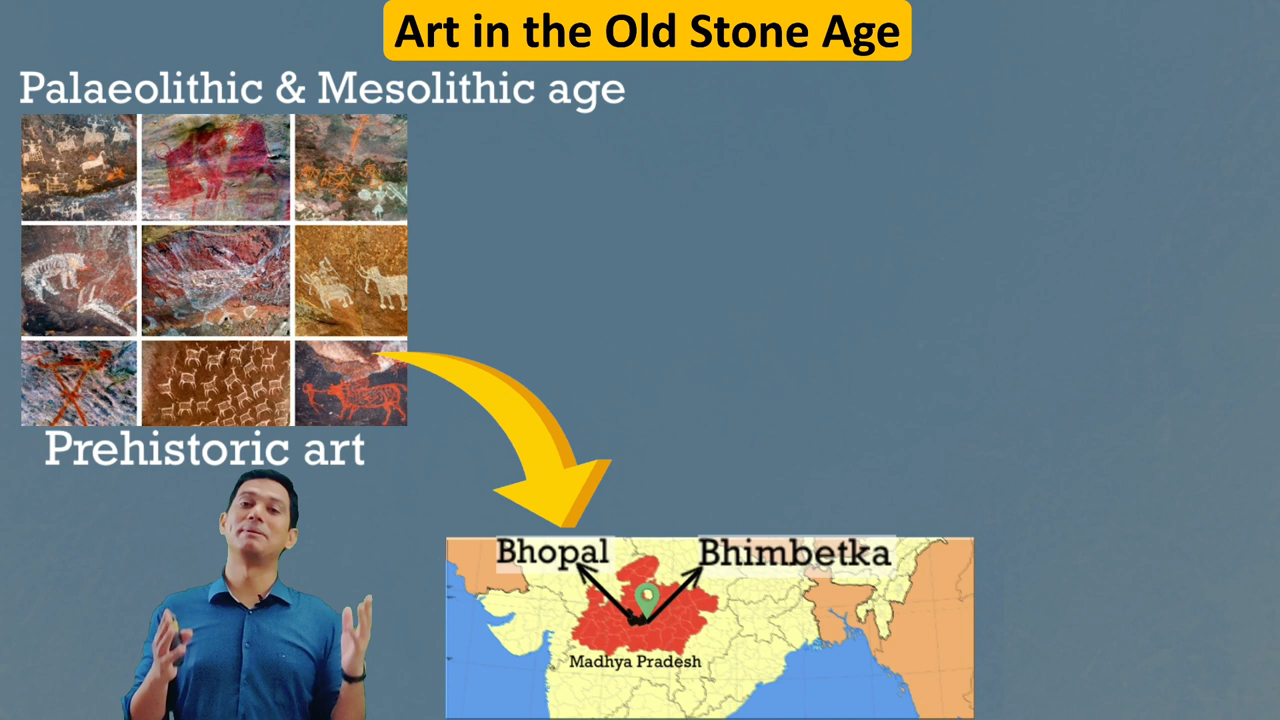 Art in the Old Stone Age
Palaeolithic & Mesolithic age
Prehistoric art
Bhopal
Bhimbetka
Madhya Pradesh